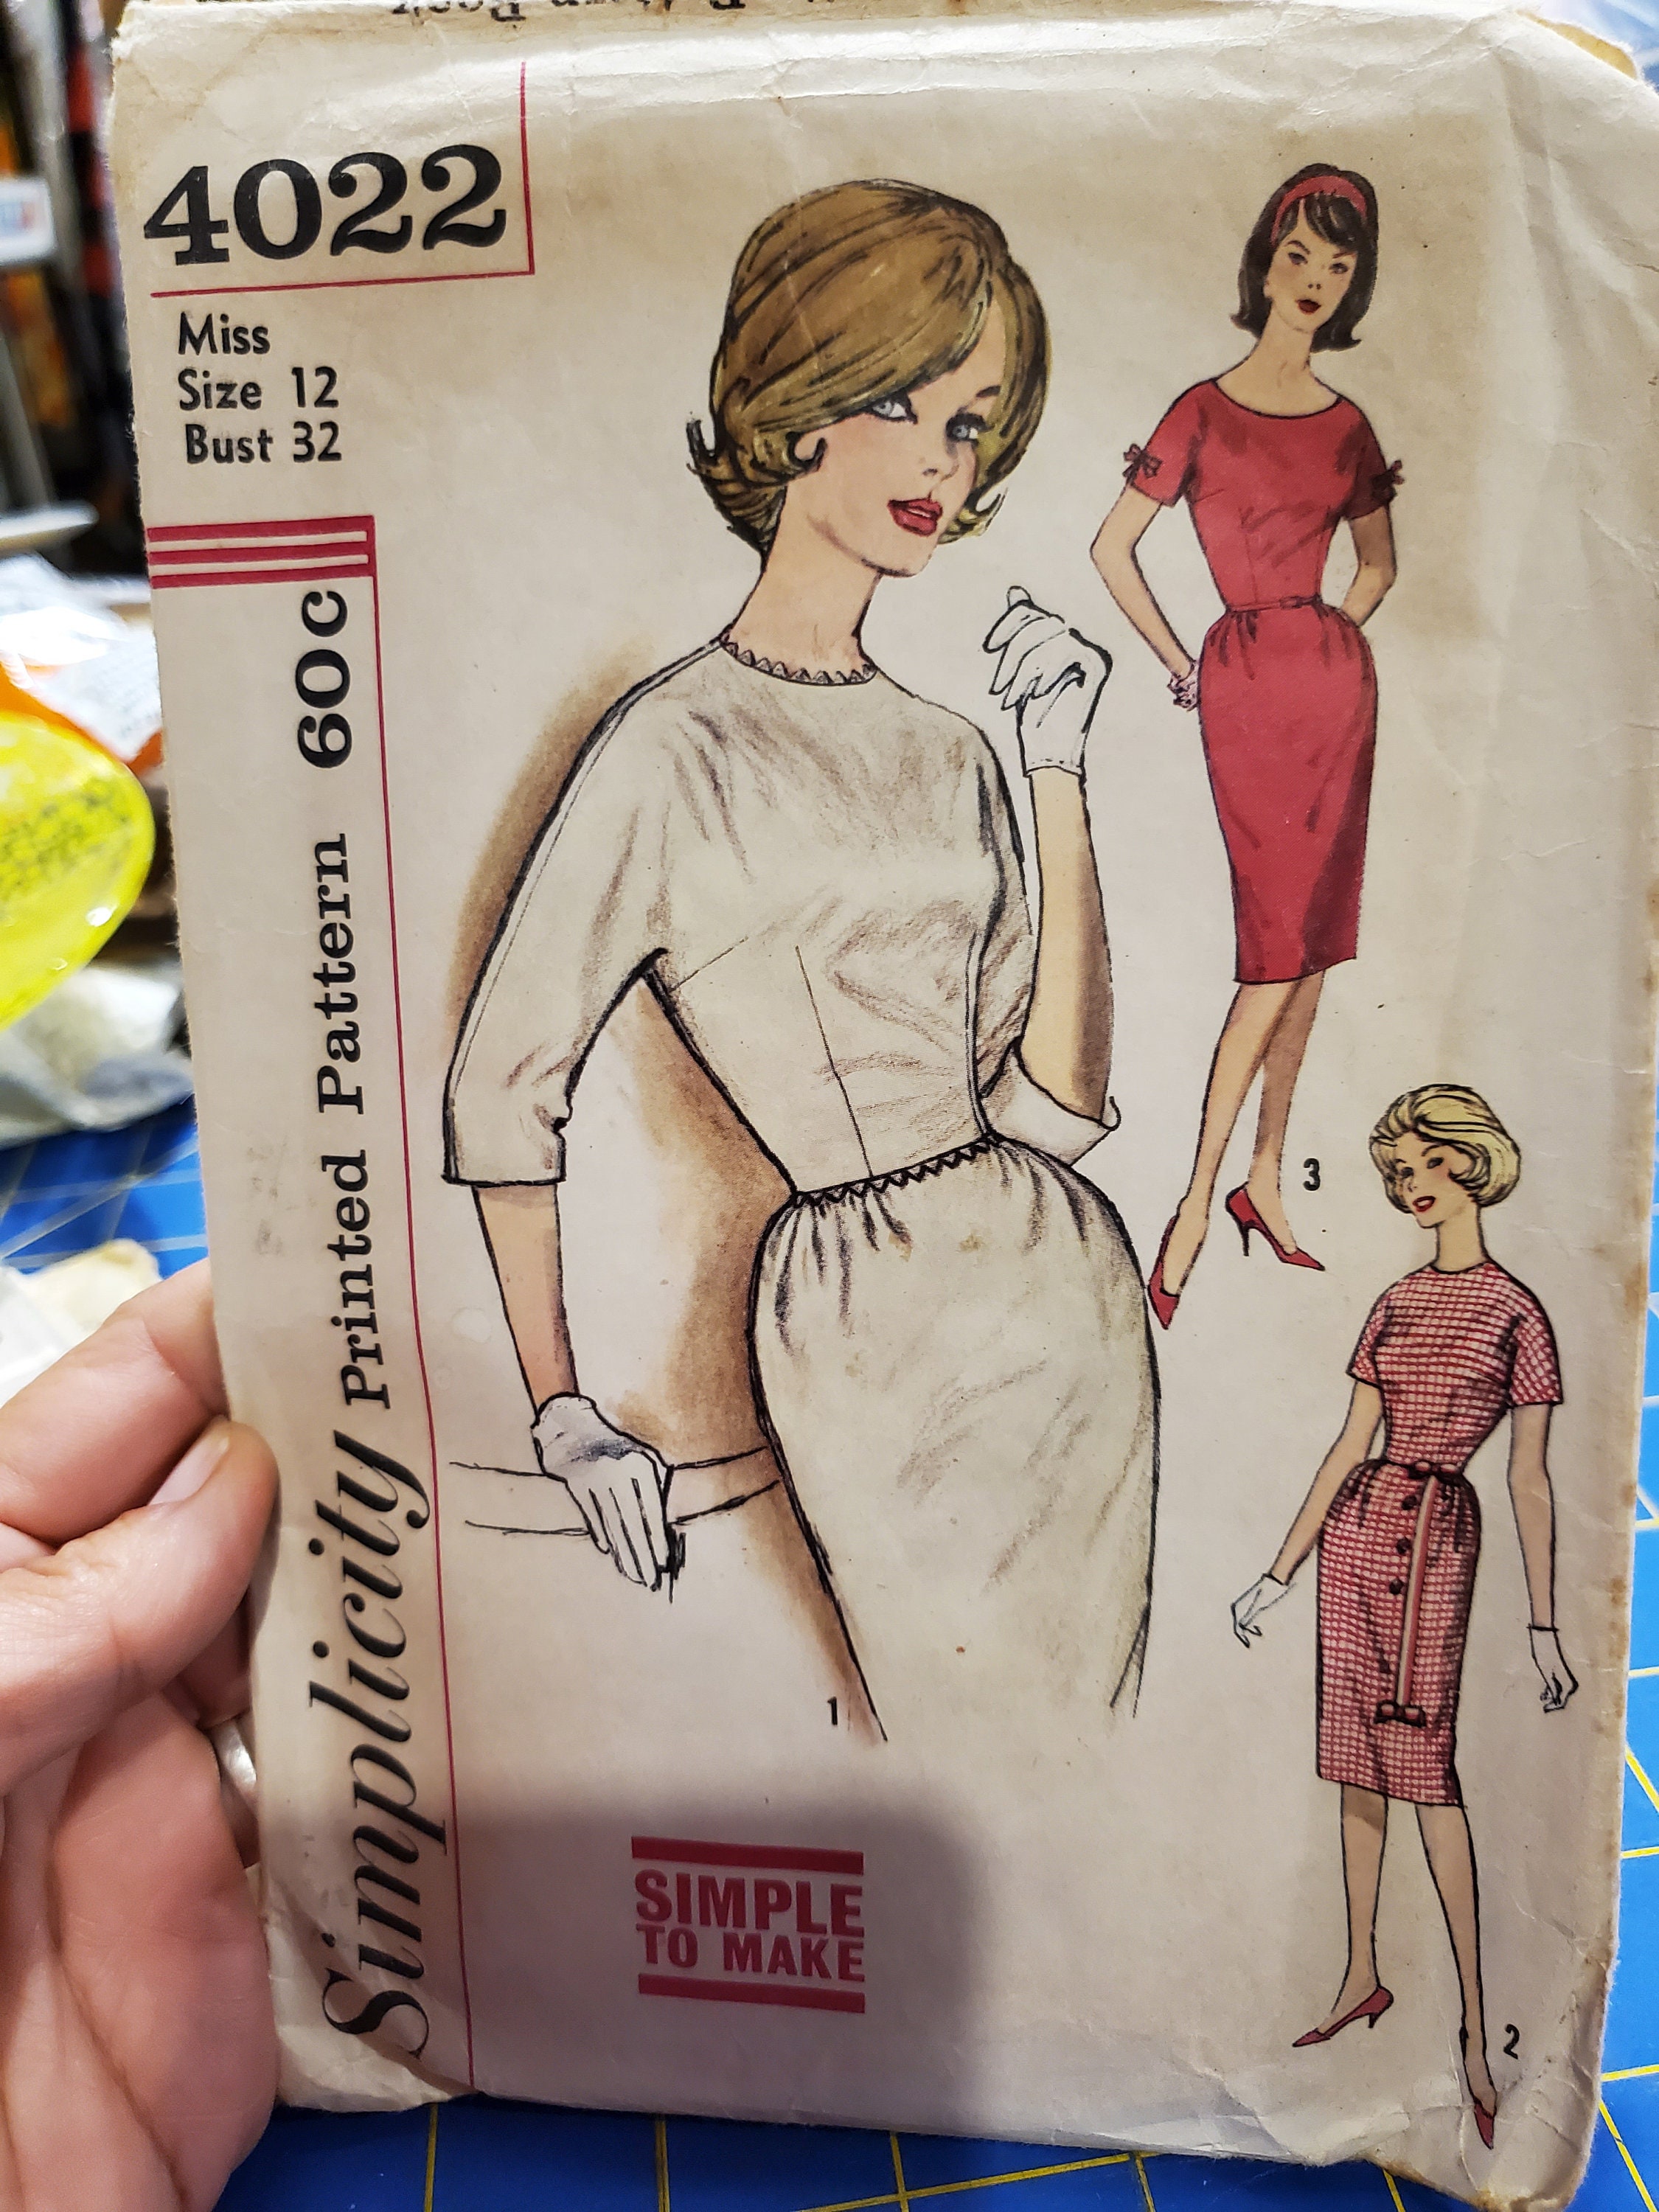 4022
Miss
Size 12
Bust 32
Simplicity Printed Pattern 60c
3
1
2
SIMPLE
TO MAKE